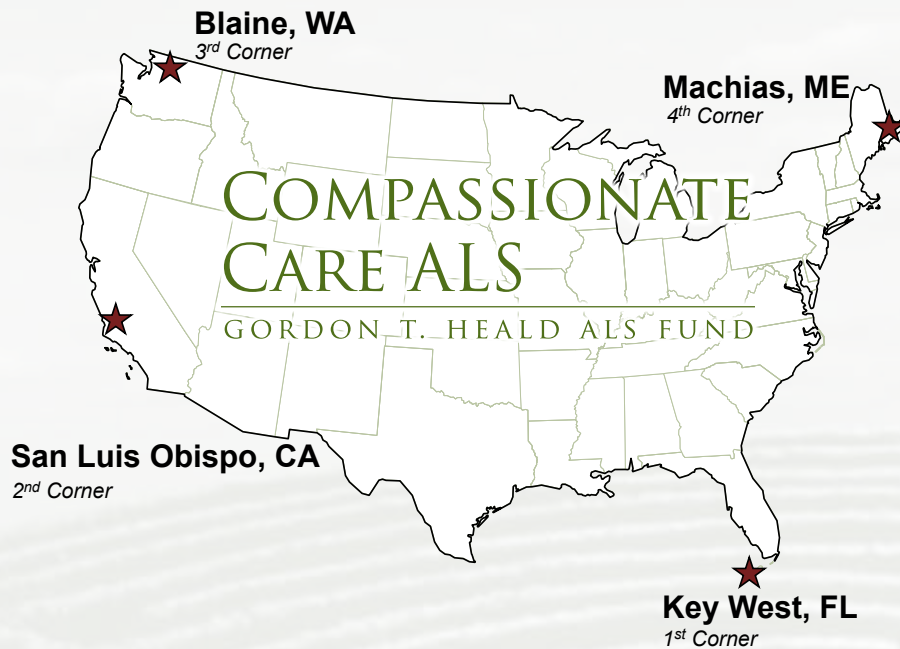 Blaine, WA
3rd Corner
Machias, ME
4th Corner
COMPASSIONATE
CARE ALS
GORDON T. HEALD ALS FUND
San Luis Obispo, CA
2nd Corner
Key West, FL
1st Corner